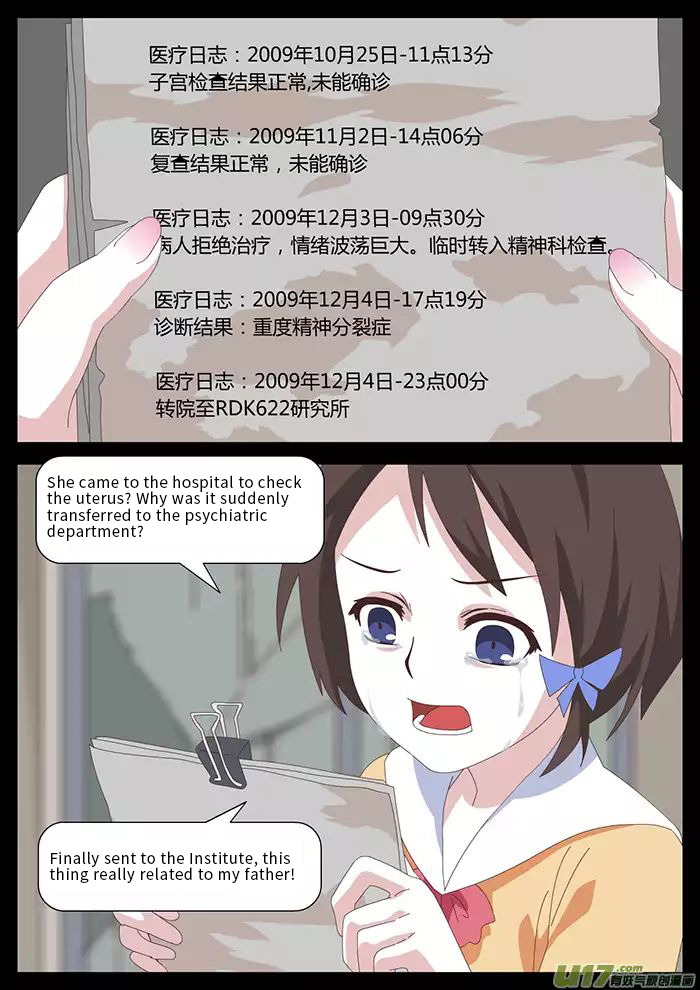 医疗日志：2009年10月25日-11点13分
子宫检查结果正常,未能确诊
医疗日志：2009年11月2日-14点06分
复查结果正常，未能确诊
医疗日志：2009年12月3日-09点30分
病人拒绝治疗，情绪波荡巨大。临时转入精神科检查。
医疗日志：2009年12月4日-17点19分
诊断结果：重度精神分裂症
医疗日志：2009年12月4日-23点00分
转院至RDK622研究所
She came to the hospital to check
the uterus? Why was it suddenly
transferred to the psychiatric
department?
Finally sent to the Institute, this
thing really related to my father!
U17.com
有妖气原创漫画